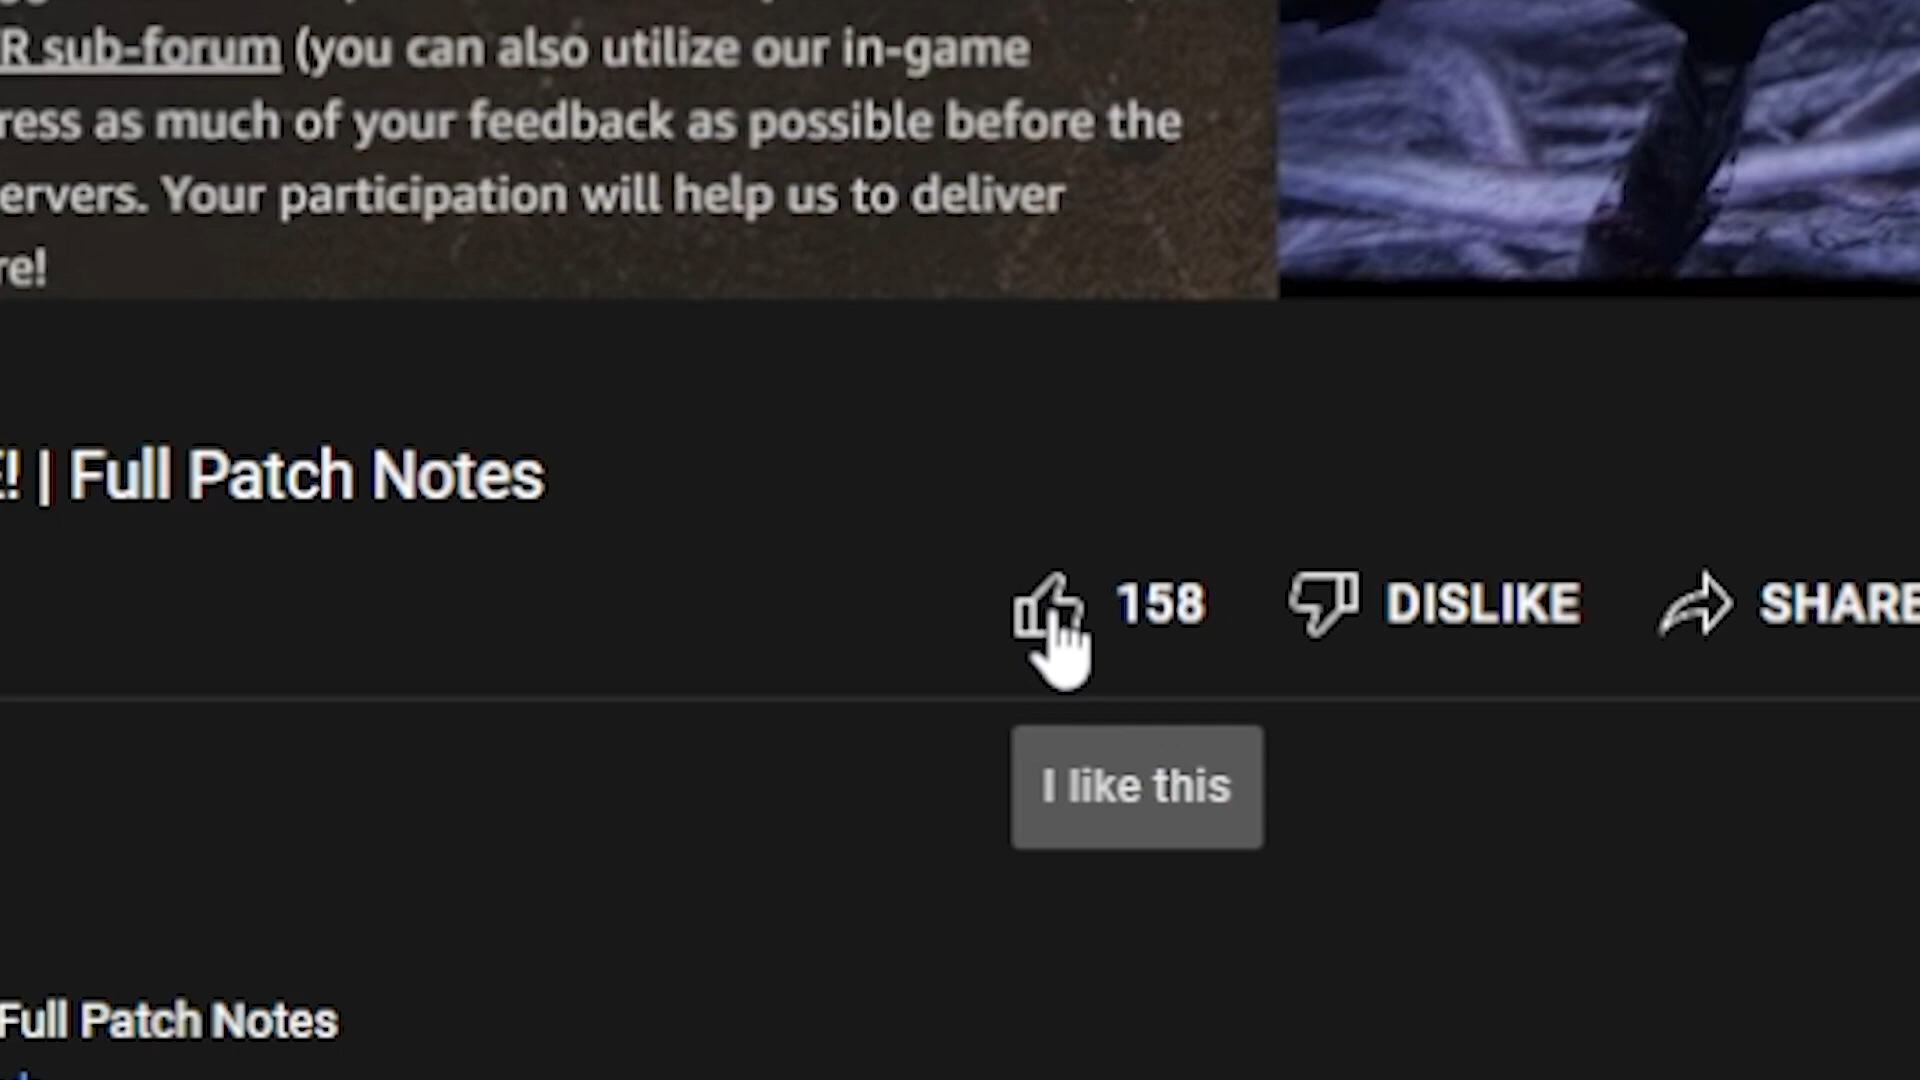 R sub-forum (you can also utilize our in-game
ress as much of your feedback as possible before the
ervers. Your participation will help us to deliver
re!
! | Full Patch Notes
158 DISLIKE SHARE
I like this
Full Patch Notes